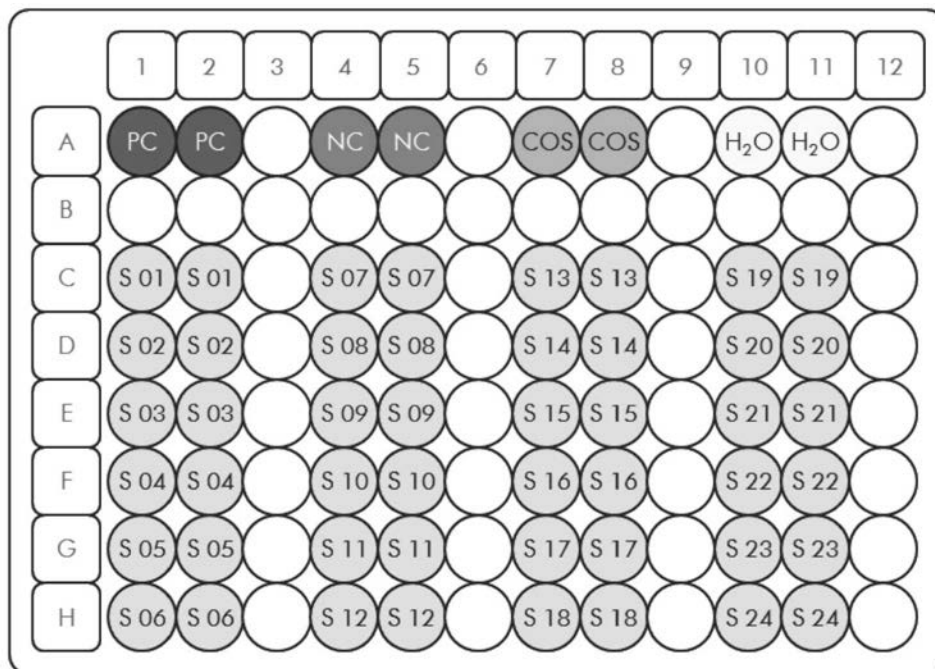 1 2 3 4 5 6 7 8 9 10 11 12
A PC PC NC NC COS COS H₂O H₂O
B
C S 01 S 01 S 07 S 07 S 13 S 13 S 19 S 19
D S 02 S 02 S 08 S 08 S 14 S 14 S 20 S 20
E S 03 S 03 S 09 S 09 S 15 S 15 S 21 S 21
F S 04 S 04 S 10 S 10 S 16 S 16 S 22 S 22
G S 05 S 05 S 11 S 11 S 17 S 17 S 23 S 23
H S 06 S 06 S 12 S 12 S 18 S 18 S 24 S 24